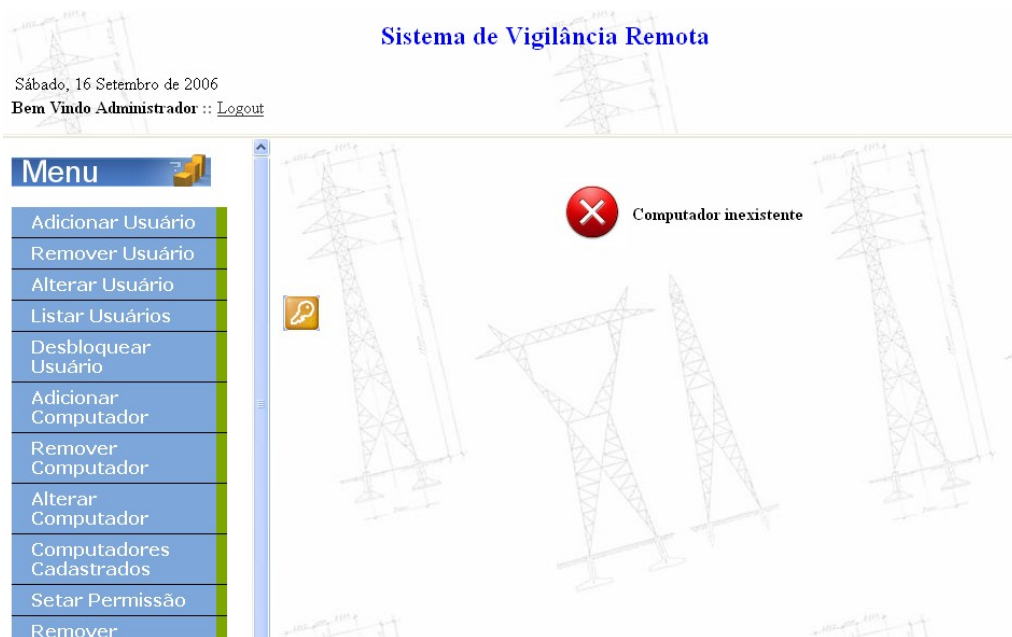 Sistema de Vigilância Remota
Sábado, 16 Setembro de 2006
Bem Vindo Administrador :: Logout
Menu
Adicionar Usuário
Remover Usuário
Alterar Usuário
Listar Usuários
Desbloquear
Usuário
Adicionar
Computador
Remover
Computador
Alterar
Computador
Computadores
Cadastrados
Setar Permissão
Remover
Computador inexistente